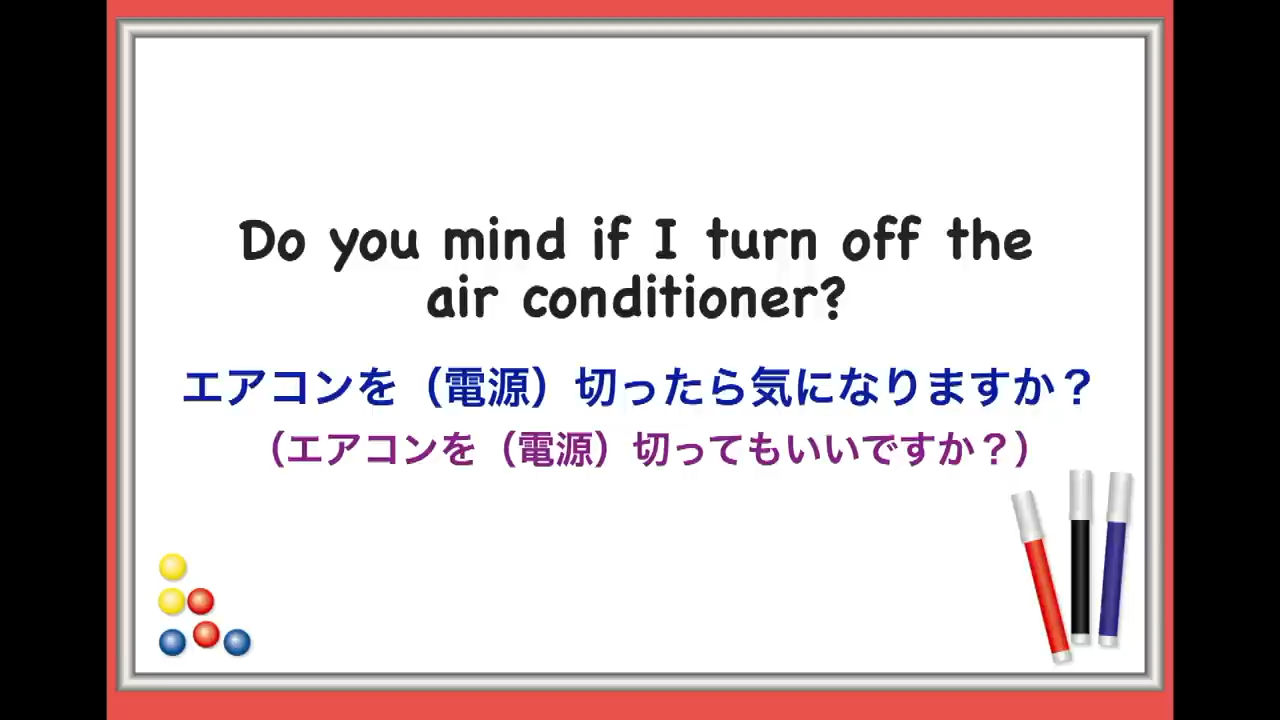 Do you mind if I turn off the
air conditioner?
エアコンを（電源）切ったら気になりますか？
（エアコンを（電源）切ってもいいですか？）